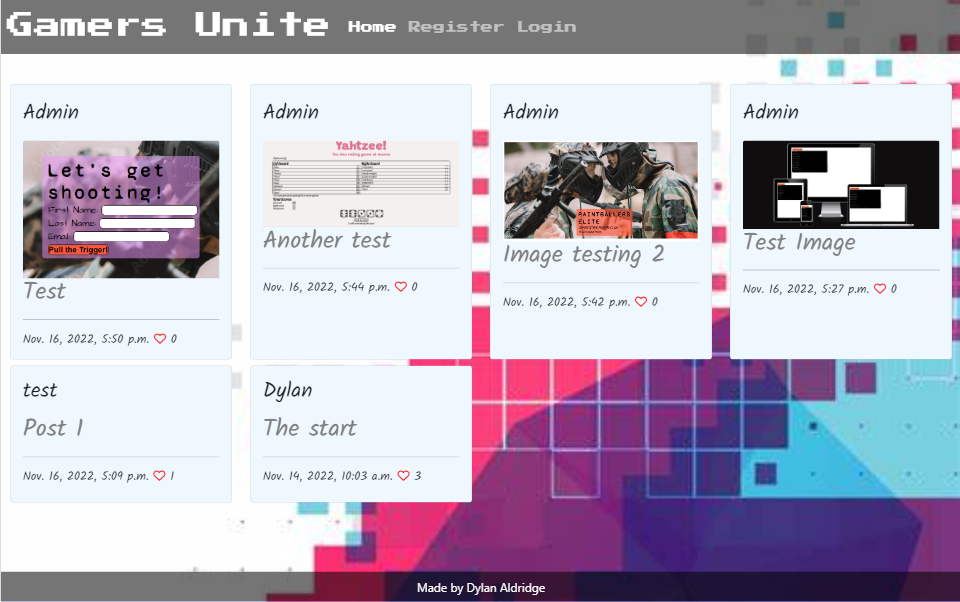 Gamers Unite Home Register Login
Admin
Let's get
shooting!
First Name:
Last Name:
Email:
Pull the Trigger!
Test
Nov. 16, 2022, 5:50 p.m. 0
Admin
Yahtzee!
Another test
Nov. 16, 2022, 5:44 p.m. 0
Admin
PAINTBALLERS
ELITE
Image testing 2
Nov. 16, 2022, 5:42 p.m. 0
Admin
Test Image
Nov. 16, 2022, 5:27 p.m. 0
test
Post 1
Nov. 16, 2022, 5:09 p.m. 1
Dylan
The start
Nov. 14, 2022, 10:03 a.m. 3
Made by Dylan Aldridge